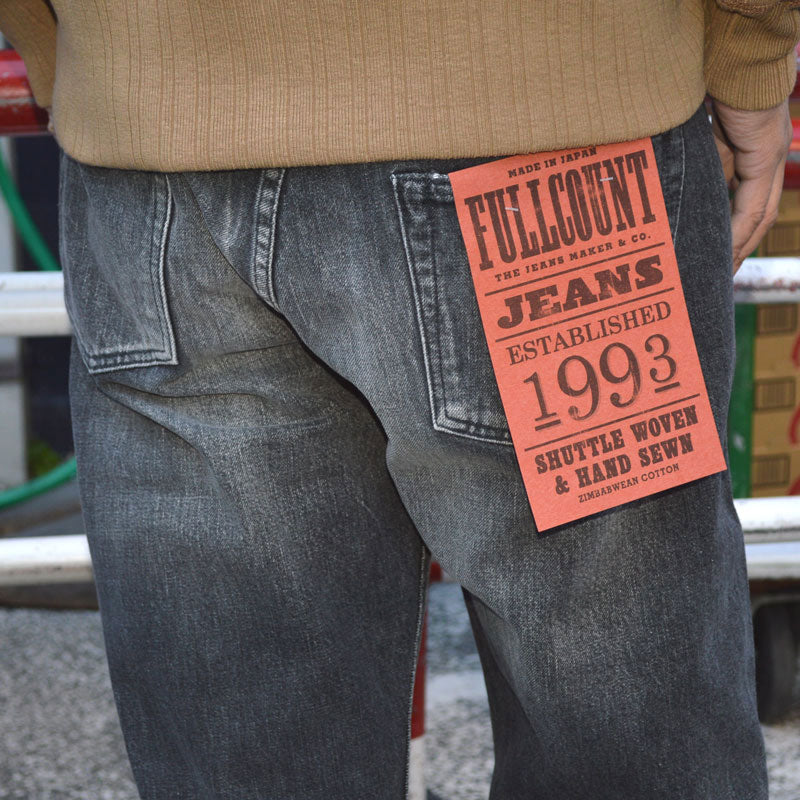 MADE IN JAPAN
FULLCOUNT
THE JEANS MAKER & CO.
JEANS
ESTABLISHED
1993
SHUTTLE WOVEN
& HAND SEWN
ZIMBABWEAN COTTON